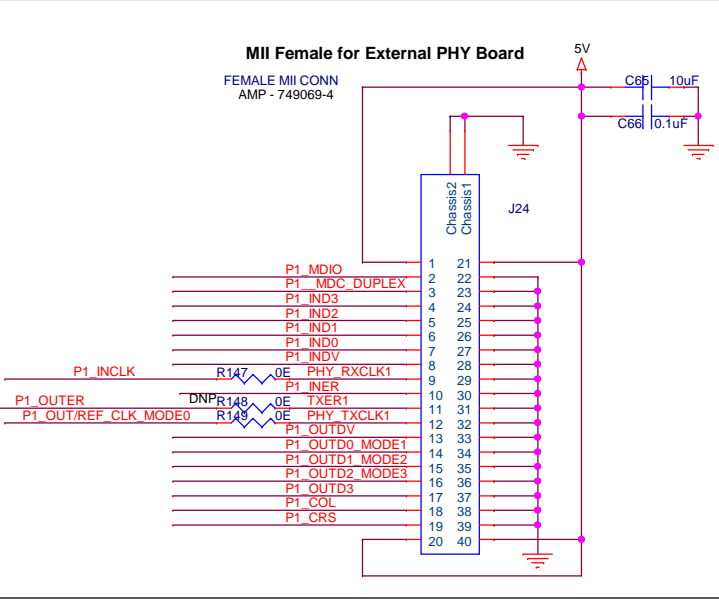 MII Female for External PHY Board
5V
FEMALE MII CONN
AMP - 749069-4
C65 10uF
C66 0.1uF
Chassis2
Chassis1
J24
1 21
P1_MDIO 2 22
P1__MDC_DUPLEX 3 23
P1_IND3 4 24
P1_IND2 5 25
P1_IND1 6 26
P1_IND0 7 27
P1_INDV 8 28
P1_INCLK R147 0E PHY_RXCLK1 9 29
P1_INER 10 30
P1_OUTER DNP R148 0E TXER1 11 31
P1_OUT/REF_CLK_MODE0 R149 0E PHY_TXCLK1 12 32
P1_OUTDV 13 33
P1_OUTD0_MODE1 14 34
P1_OUTD1_MODE2 15 35
P1_OUTD2_MODE3 16 36
P1_OUTD3 17 37
P1_COL 18 38
P1_CRS 19 39
20 40